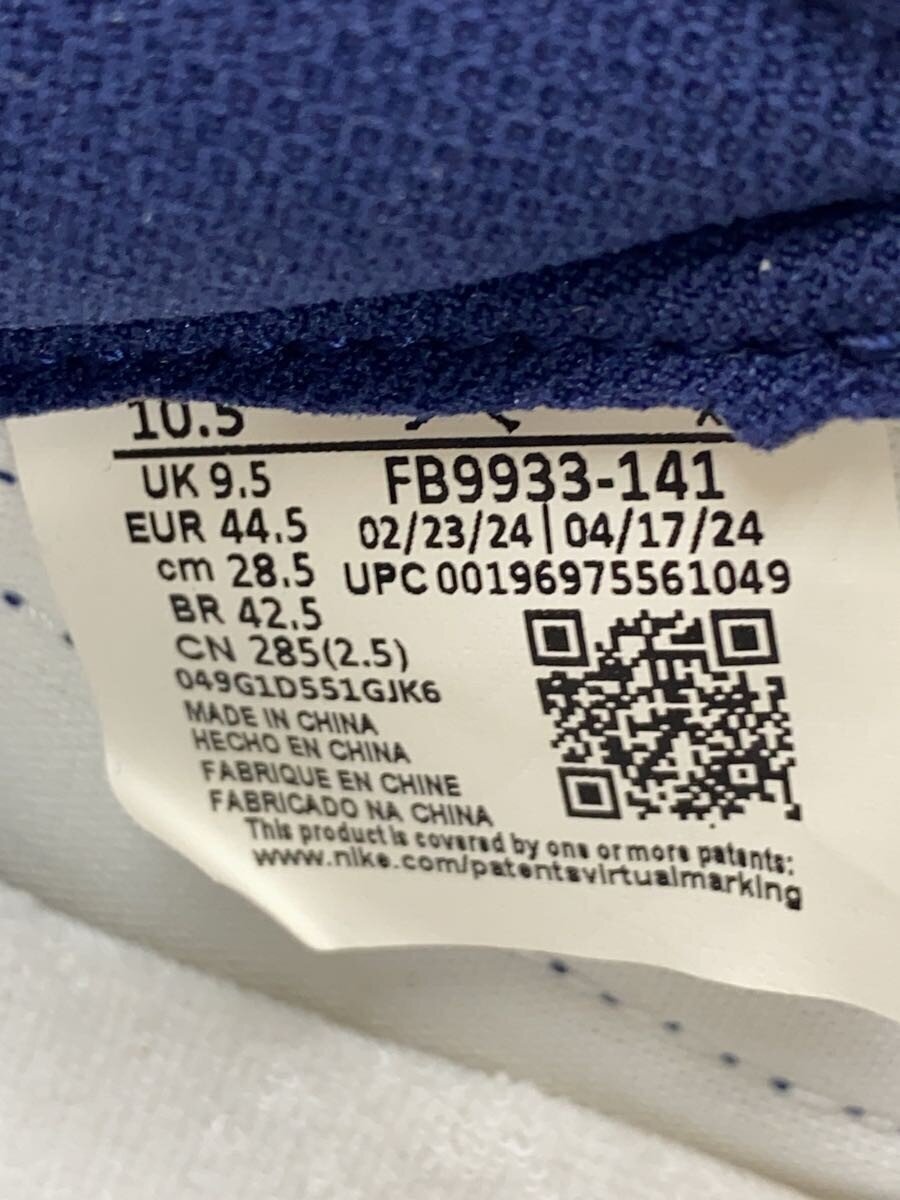 10.5
UK 9.5
EUR 44.5
cm 28.5
BR 42.5
CN 285(2.5)
049G1D551GJK6
MADE IN CHINA
HECHO EN CHINA
FABRIQUE EN CHINE
FABRICADO NA CHINA
FB9933-141
02/23/24 | 04/17/24
UPC 00196975561049
This product is covered by one or more patents:
www.nike.com/patentsvirtualmarking